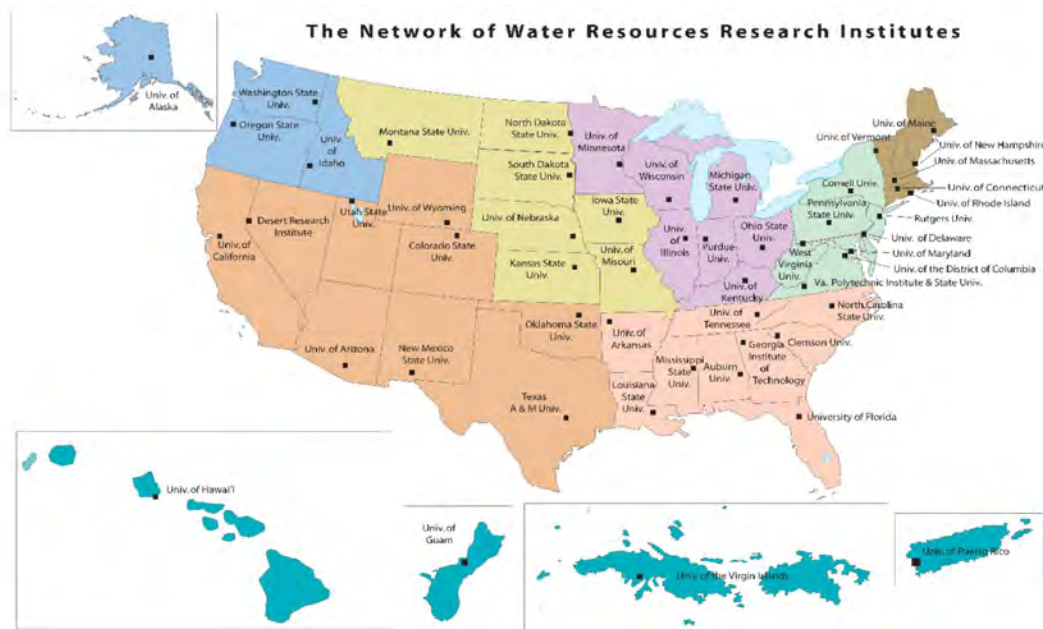 The Network of Water Resources Research Institutes
Univ. of
Alaska
Washington State
Univ.
Oregon State
Univ.
Univ.
of
Idaho
Montana State Univ.
North Dakota
State Univ.
South Dakota
State Univ.
Univ. of
Minnesota
Univ. of
Wisconsin
Michigan
State Univ.
Univ. of Maine
Univ. of Vermont
Univ. of New Hampshire
Univ. of Massachusetts
Univ. of Connecticut
Univ. of Rhode Island
Cornell Univ.
Pennsylvania
State Univ.
Rutgers Univ.
Univ. of Delaware
Univ. of Maryland
Univ. of the District of Columbia
Va. Polytechnic Institute & State Univ.
West
Virginia
Univ.
Ohio State
Univ.
Purdue
Univ.
Univ.
of
Illinois
Iowa State
Univ.
Univ. of
Misouri
Univ. of Nebraska
Kansas State
Univ.
Univ. of Wyoming
Colorado State
Univ.
Utah State
Univ.
Desert Research
Institute
Univ. of
California
Univ. of
Kentucky
Univ. of
Tennessee
North Carolina
State Univ.
Clemson Univ.
Georgia
Institute
of
Technology
Auburn
Univ.
Mississippi
State
Univ.
Univ. of
Arkansas
Louisiana
State
Univ.
Oklahoma State
Univ.
Univ. of Arizona
New Mexico
State Univ.
Texas
A & M Univ.
University of Florida
Univ. of Hawai'i
Univ. of
Guam
Univ. of the Virgin Islands
Univ. of Puerto Rico